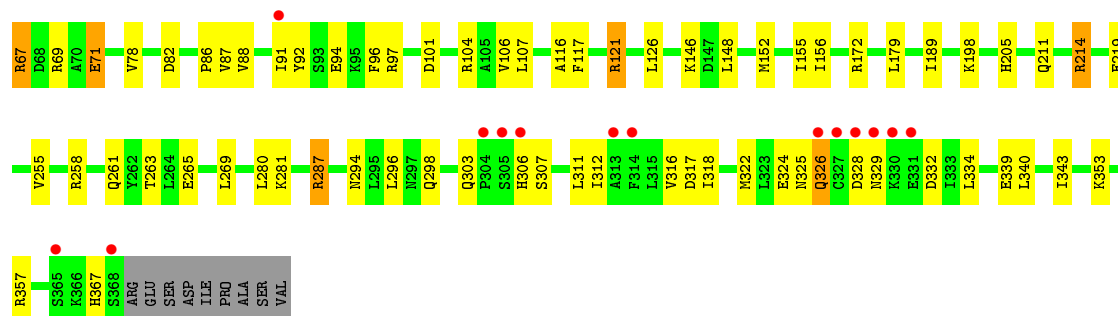 R67 D68 R69 A70 E71 V78 D82 P86 V87 V88 I91 Y92 S93 E94 K95 F96 R97 D101 R104 A105 V106 L107 A116 F117 R121 L126 K146 D147 L148 M152 I155 I156 R172 L179 I189 K198 H205 Q211 R214
V255 R258 Q261 Y262 T263 L264 E265 L269 L280 K281 R287 N294 L295 L296 N297 Q298 Q303 P304 S305 H306 S307 L311 I312 A313 F314 L315 V316 D317 I318 M322 L323 E324 N325 Q326 C327 D328 N329 K330 E331 D332 I333 L334 E339 L340 I343 K353
R357 S365 K366 H367 S368 ARG GLU SER ASP ILE PRO ALA SER VAL